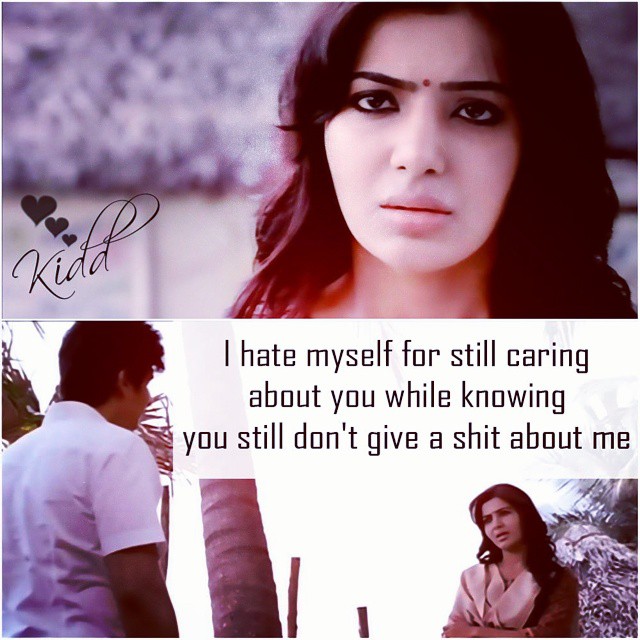 Kidd
I hate myself for still caring
about you while knowing
you still don't give a shit about me